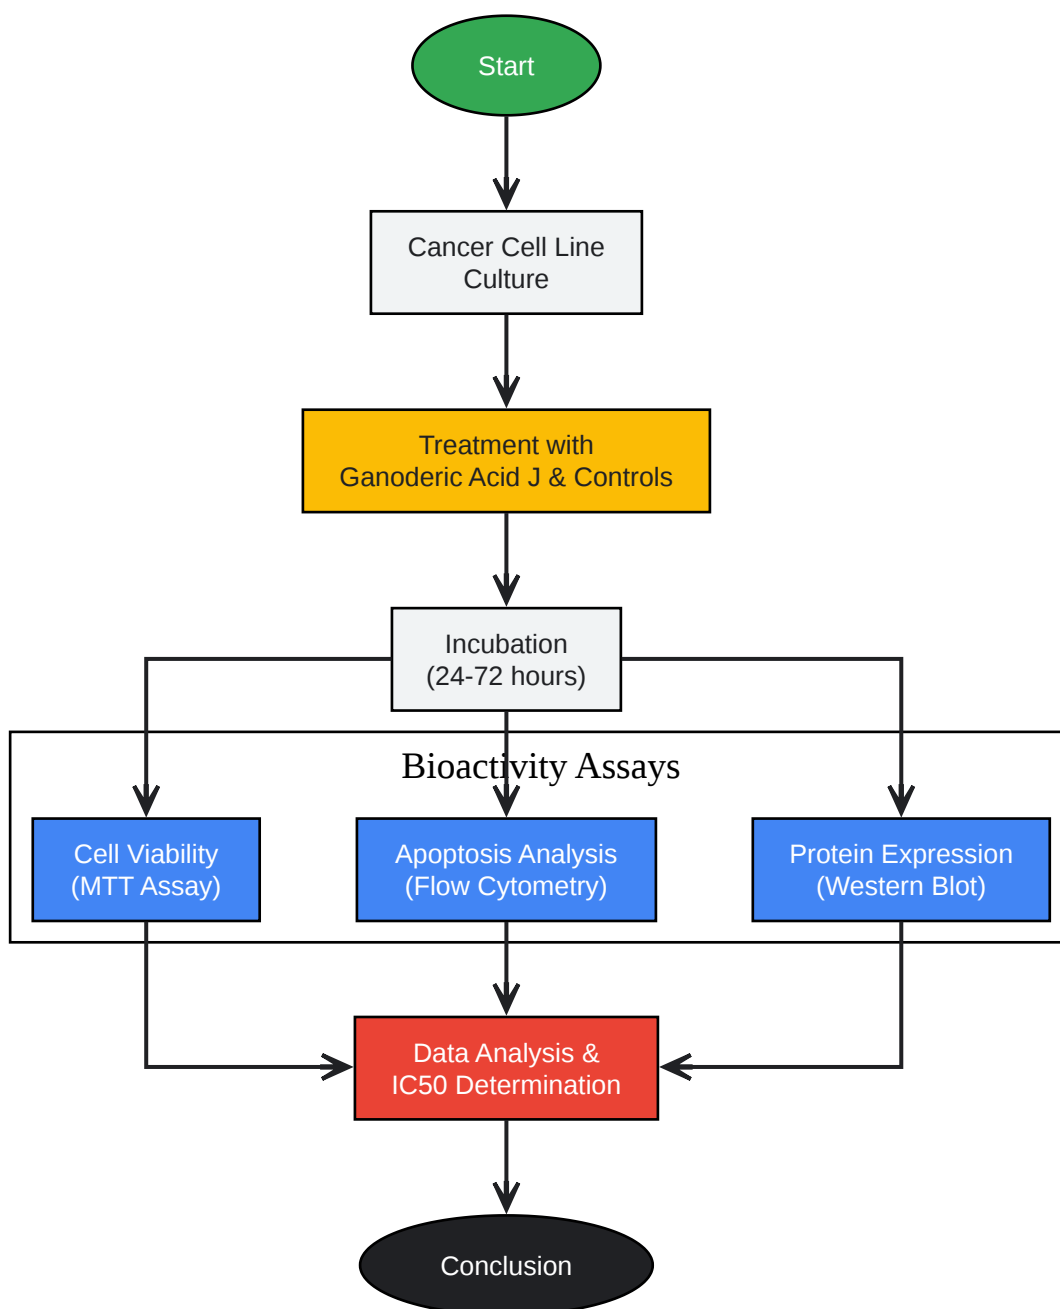 Start
Cancer Cell Line
Culture
Treatment with
Ganoderic Acid J & Controls
Incubation
(24-72 hours)
Bioactivity Assays
Cell Viability
(MTT Assay)
Apoptosis Analysis
(Flow Cytometry)
Protein Expression
(Western Blot)
Data Analysis &
IC50 Determination
Conclusion